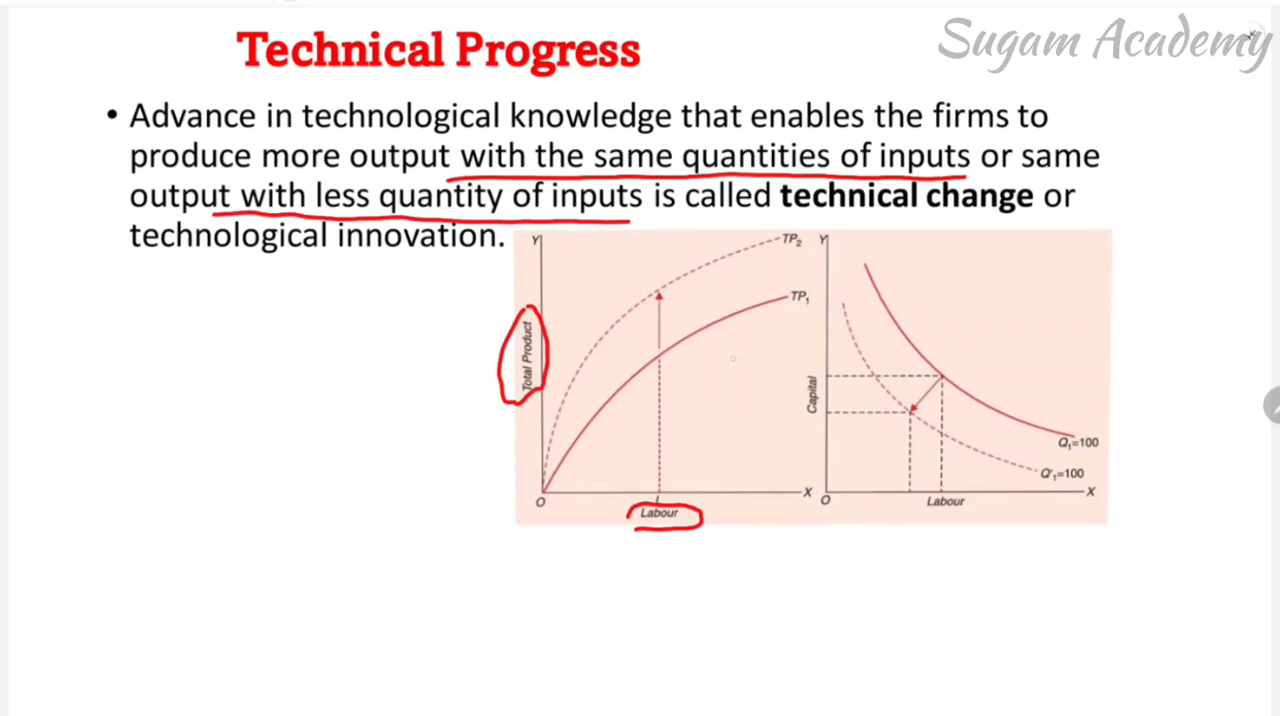 Sugam Academy
Technical Progress
• Advance in technological knowledge that enables the firms to
produce more output with the same quantities of inputs or same
output with less quantity of inputs is called technical change or
technological innovation.
Y
TP₂
TP₁
Total Product
O
L
Labour
X
Y
Capital
Q₁=100
Q'₁=100
O
Labour
X